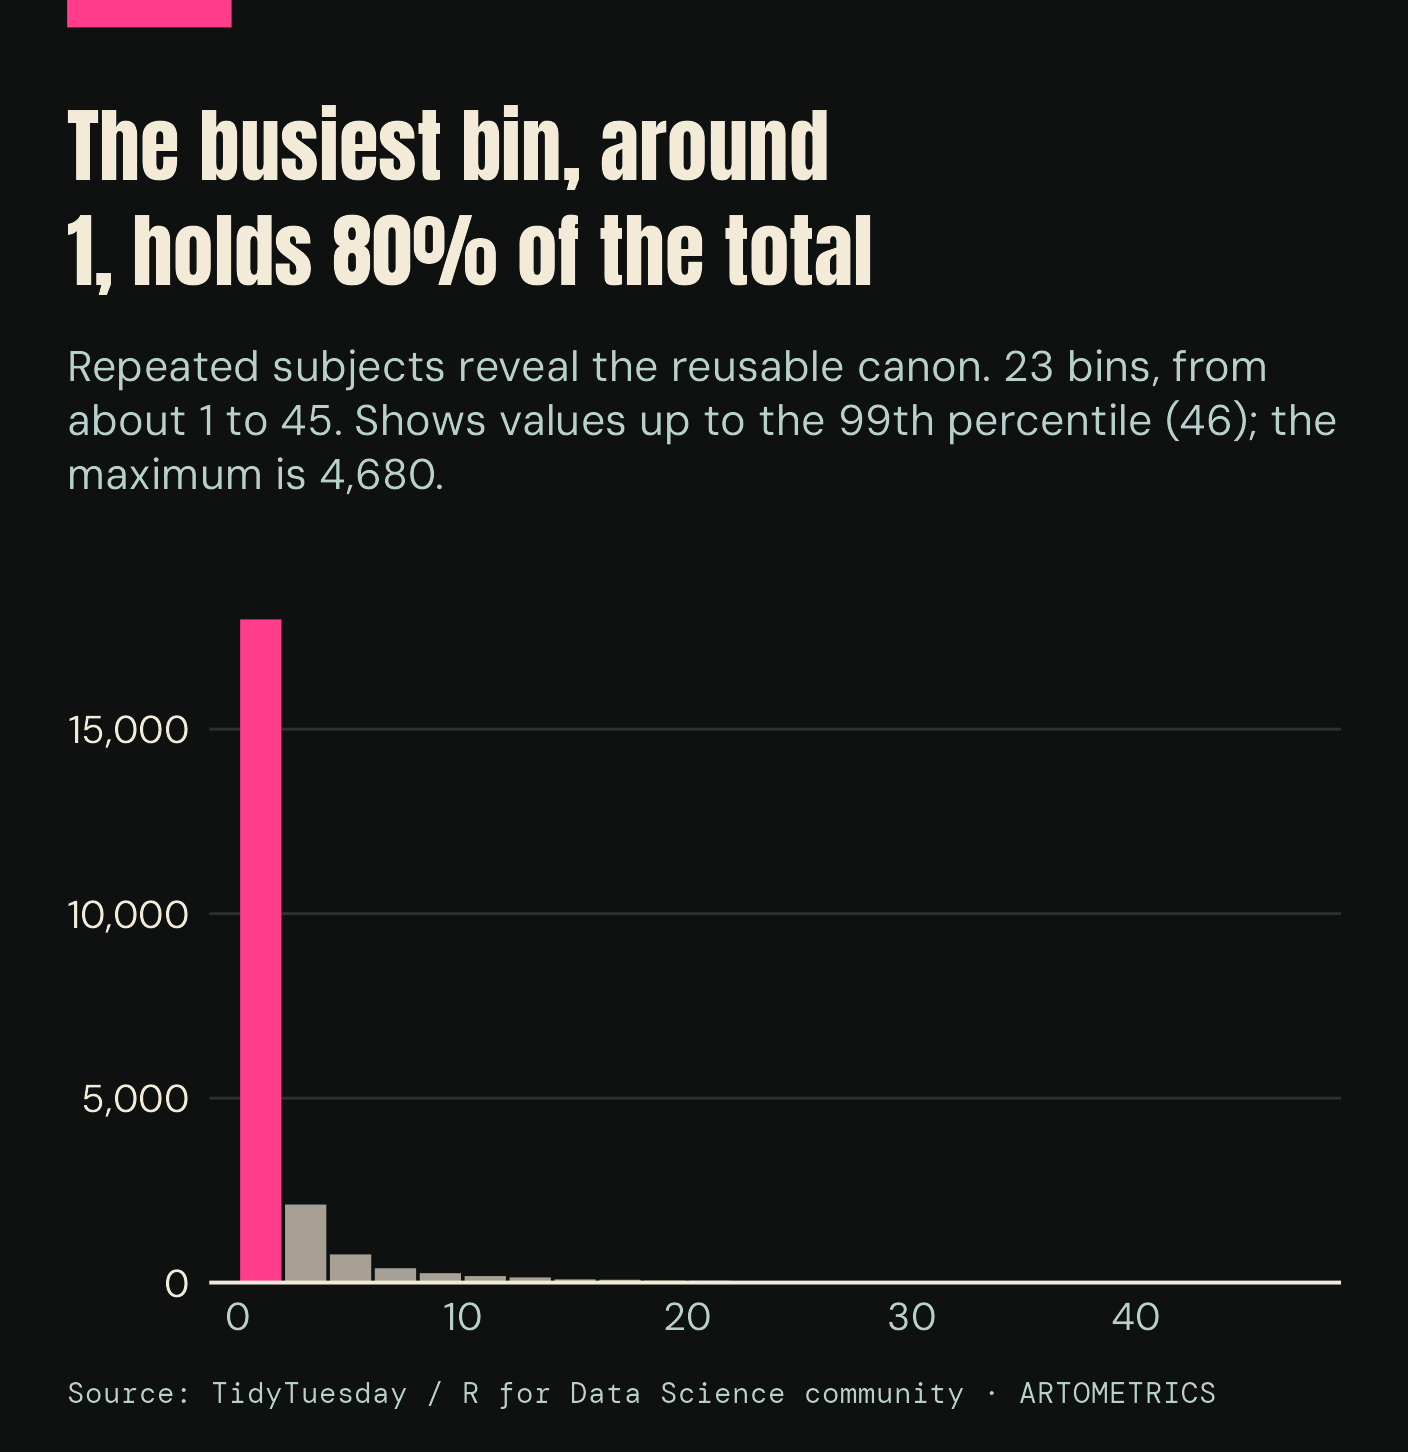 The busiest bin, around
1, holds 80% of the total
Repeated subjects reveal the reusable canon. 23 bins, from
about 1 to 45. Shows values up to the 99th percentile (46); the
maximum is 4,680.
15,000
10,000
5,000
0
0 10 20 30 40
Source: TidyTuesday / R for Data Science community · ARTOMETRICS